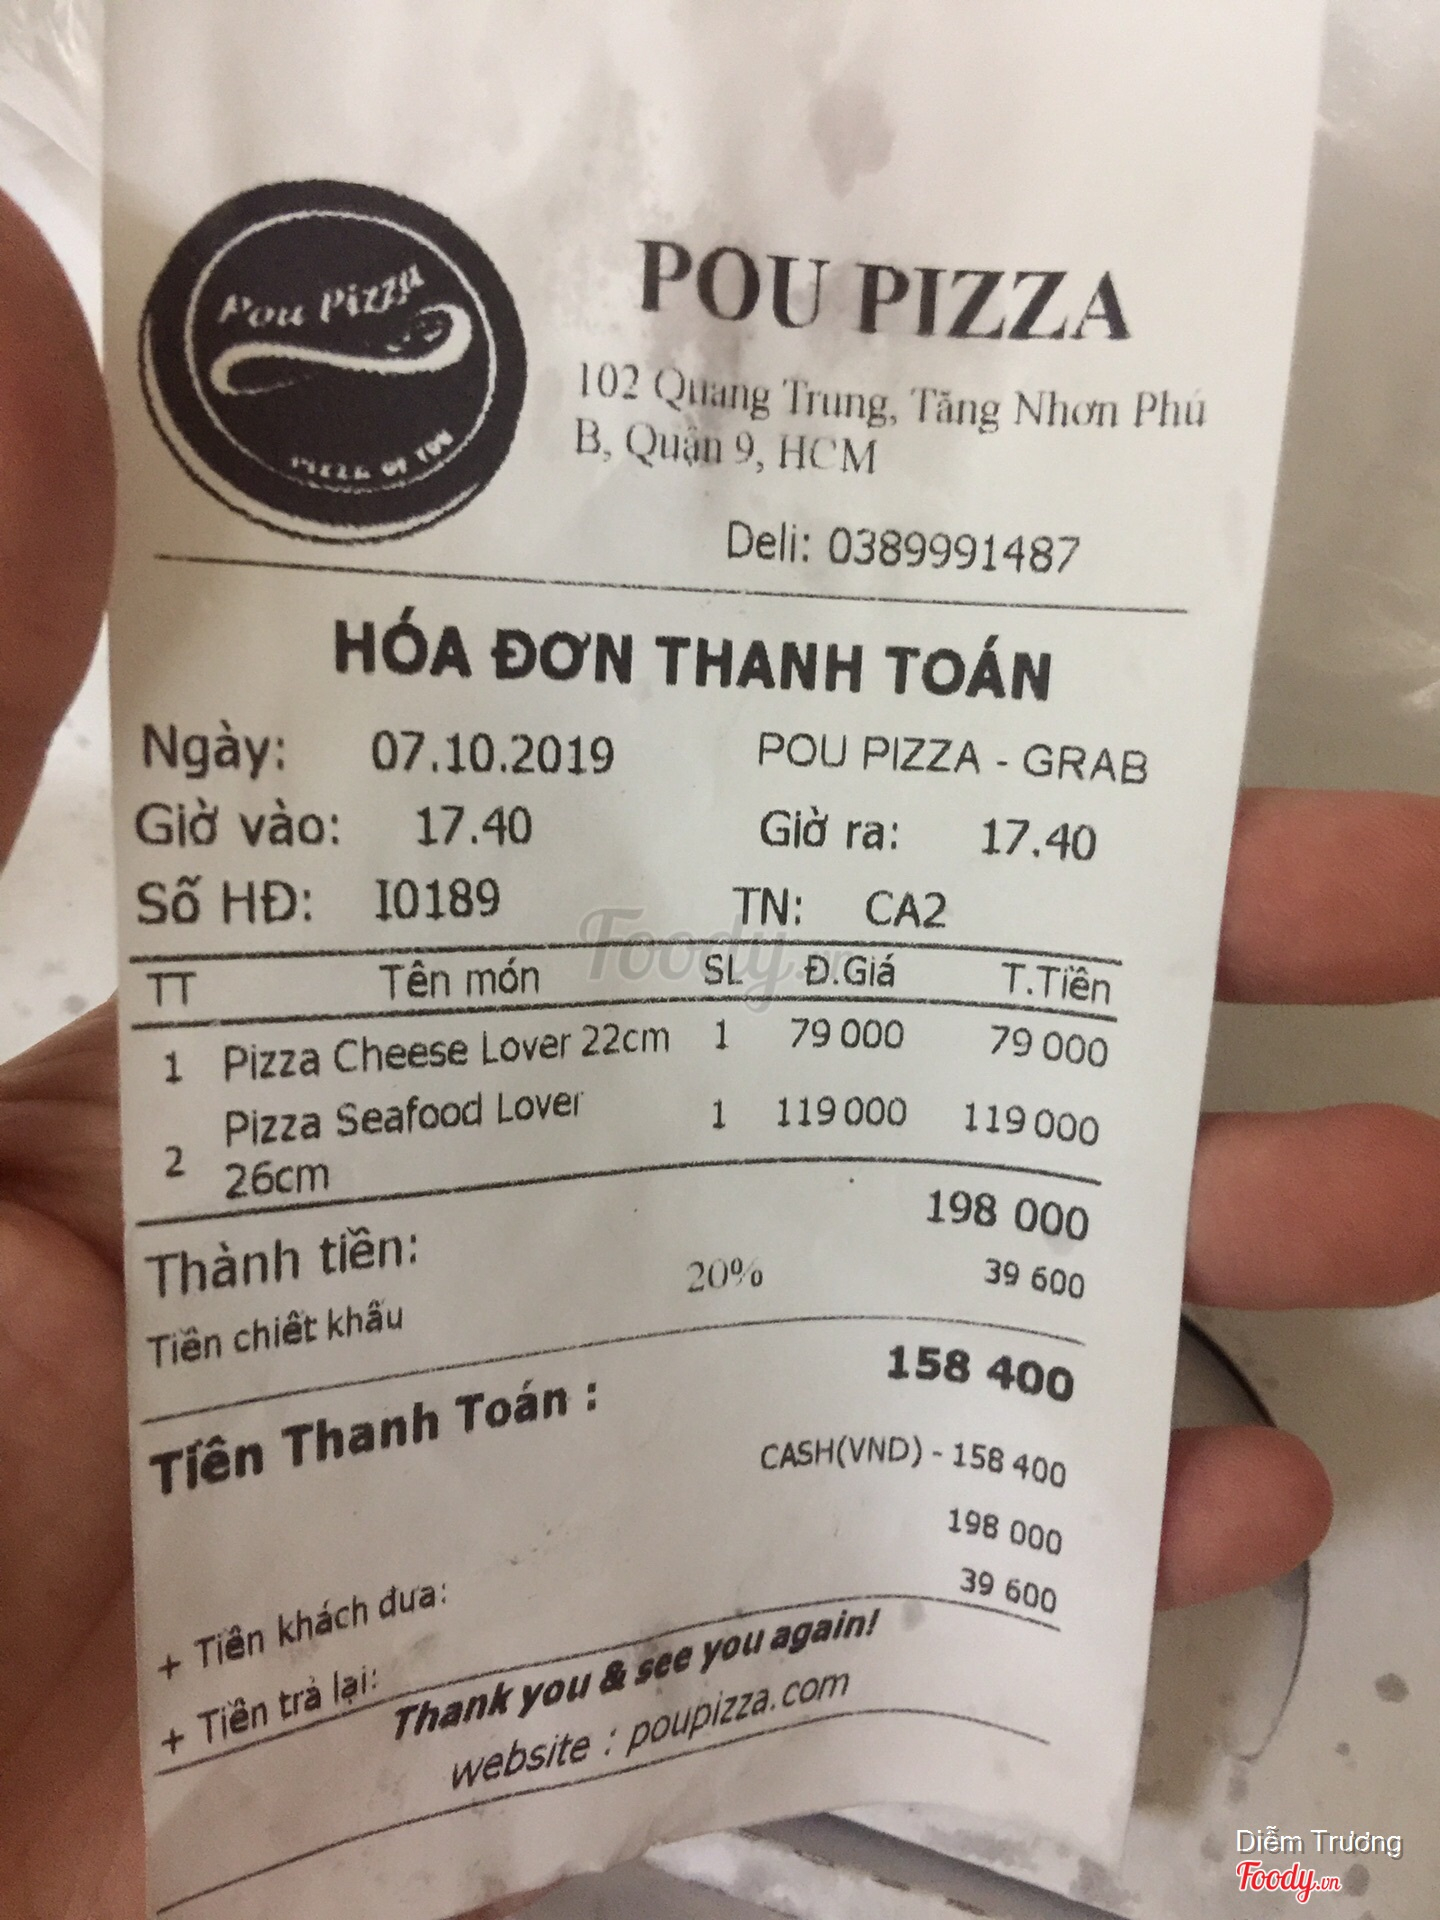 Pou Pizza
PIZZA OF YOU
POU PIZZA
102 Quang Trung, Tăng Nhơn Phú
B, Quận 9, HCM
Deli: 0389991487
HÓA ĐƠN THANH TOÁN
Ngày: 07.10.2019 POU PIZZA - GRAB
Giờ vào: 17.40 Giờ ra: 17.40
Số HĐ: I0189 TN: CA2
TT Tên món SL Đ.Giá T.Tiền
1 Pizza Cheese Lover 22cm 1 79 000 79 000
2 Pizza Seafood Lover 1 119 000 119 000
26cm
Thành tiền: 198 000
Tiền chiết khấu 20% 39 600
Tiền Thanh Toán : 158 400
CASH(VND) - 158 400
+ Tiền khách đưa: 198 000
+ Tiền trả lại: 39 600
Thank you & see you again!
website : poupizza.com
Foody.vn
Diễm Trương
Foody.vn